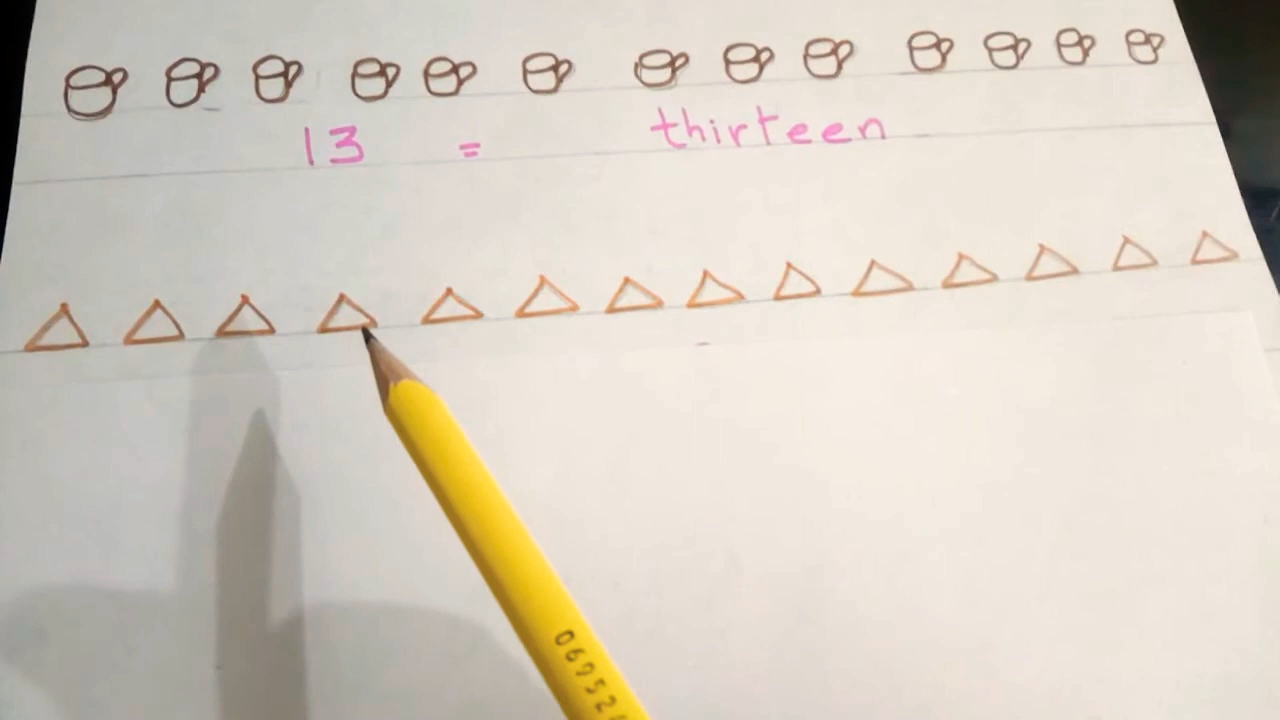 13 = thirteen